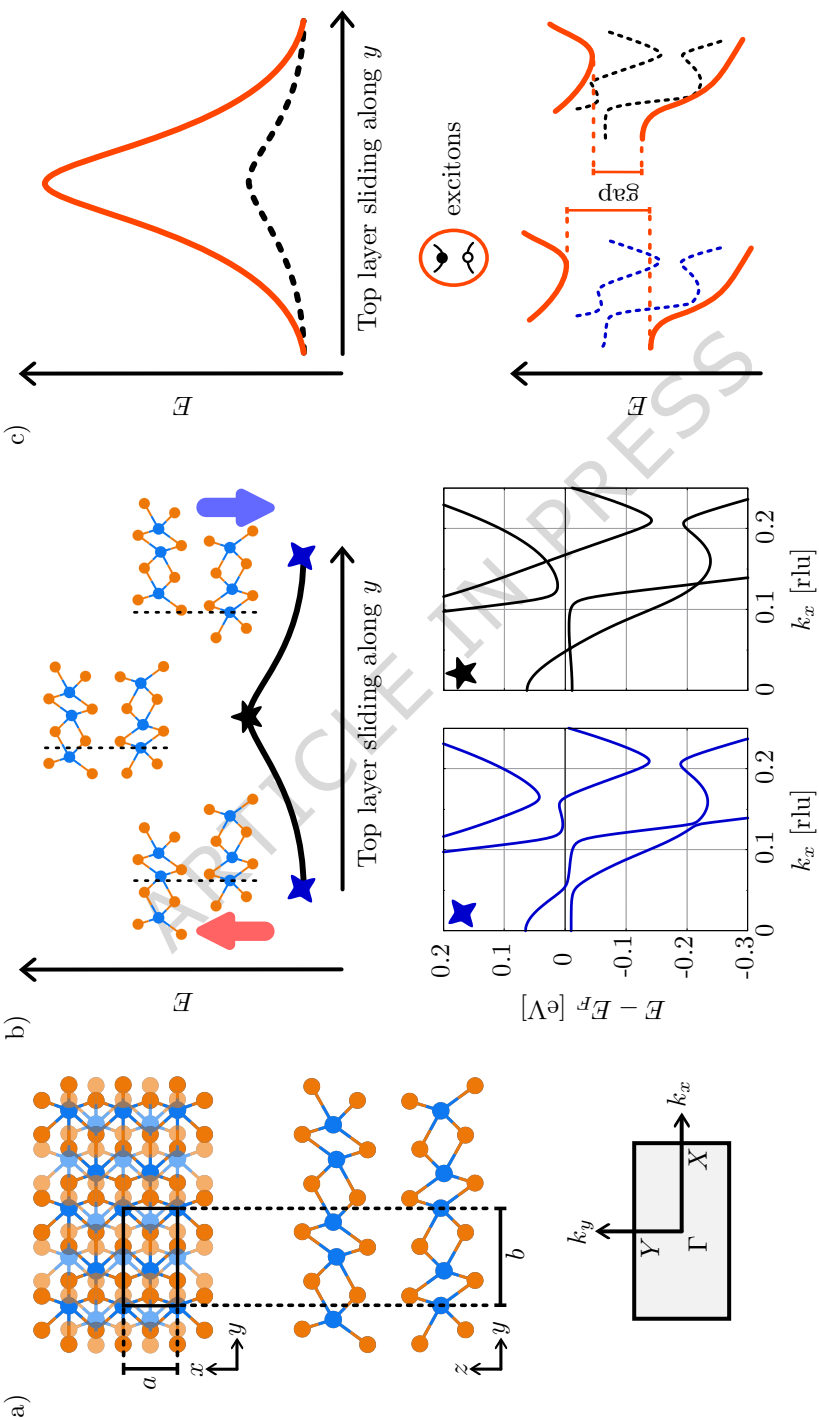 a)
x
a
y
z
y
b
k_y
Y
Γ
X
k_x
b)
E
Top layer sliding along y
E − E_F [eV]
0.2
0.1
0
-0.1
-0.2
-0.3
0
0.1
0.2
k_x [rlu]
0
0.1
0.2
k_x [rlu]
c)
E
Top layer sliding along y
excitons
E
gap
ARTICLE IN PRESS